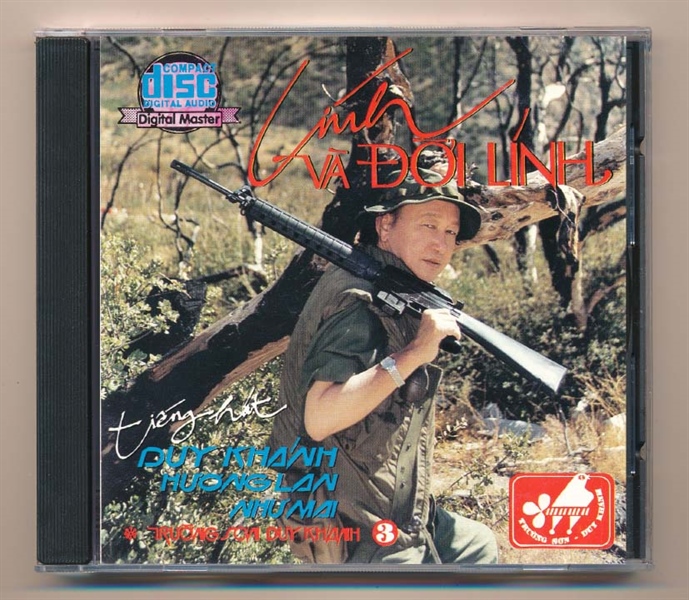 COMPACT
disc
DIGITAL AUDIO
Digital Master
Lính
VÀ ĐỜI LÍNH
tiếng hát
DUY KHÁNH
HƯƠNG LAN
NHƯ MAI
* TRƯỜNG SƠN DUY KHÁNH 3
TRƯỜNG SƠN - DUY KHÁNH